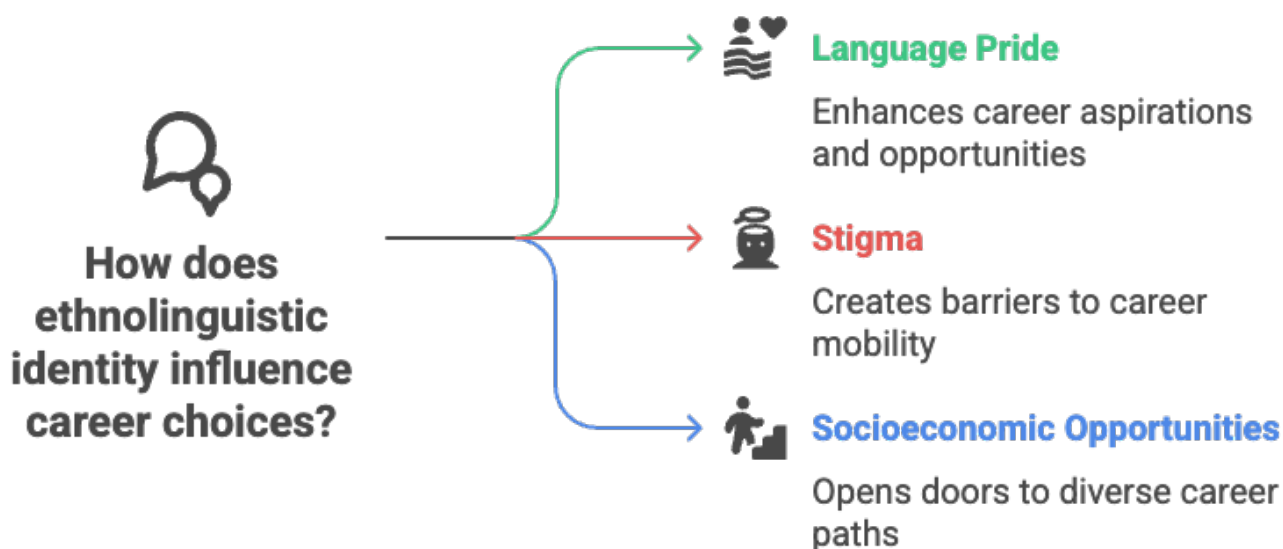 How does
ethnolinguistic
identity influence
career choices?
Language Pride
Enhances career aspirations
and opportunities
Stigma
Creates barriers to career
mobility
Socioeconomic Opportunities
Opens doors to diverse career
paths